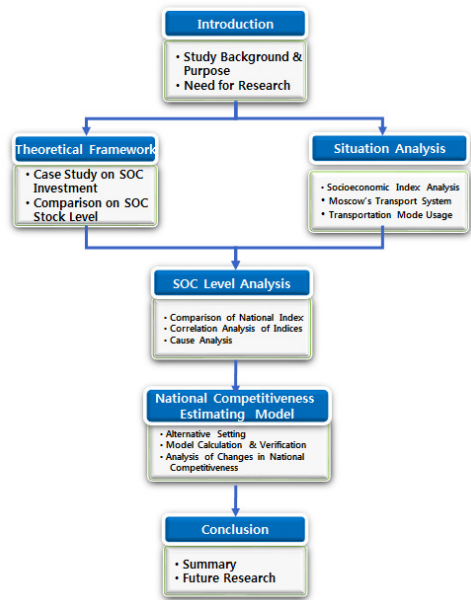 Introduction
• Study Background &
Purpose
• Need for Research
Theoretical Framework
• Case Study on SOC
Investment
• Comparison on SOC
Stock Level
Situation Analysis
• Socioeconomic Index Analysis
• Moscow's Transport System
• Transportation Mode Usage
SOC Level Analysis
• Comparison of National Index
• Correlation Analysis of Indices
• Cause Analysis
National Competitiveness
Estimating Model
• Alternative Setting
• Model Calculation & Verification
• Analysis of Changes in National
Competitiveness
Conclusion
• Summary
• Future Research